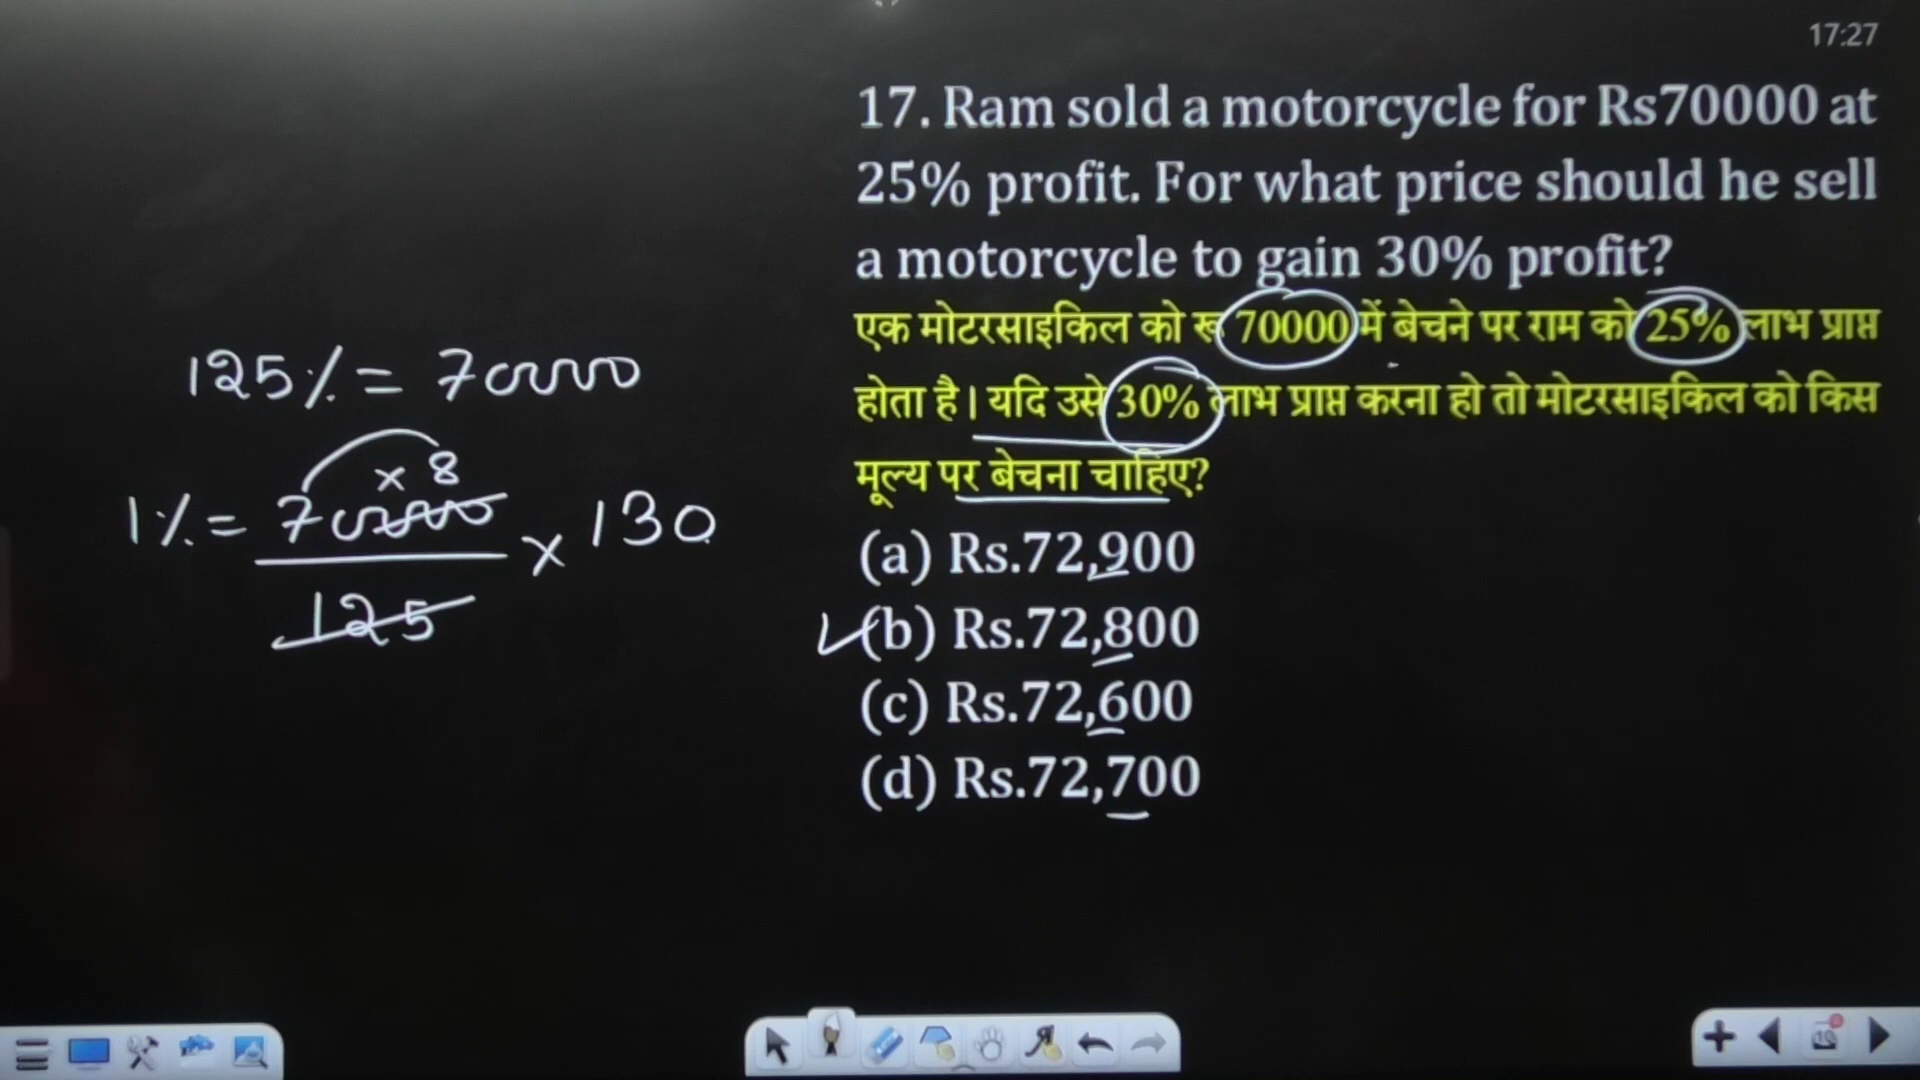 17:27
17. Ram sold a motorcycle for Rs70000 at
25% profit. For what price should he sell
a motorcycle to gain 30% profit?
एक मोटरसाइकिल को रू 70000 में बेचने पर राम को 25% लाभ प्राप्त
होता है। यदि उसे 30% लाभ प्राप्त करना हो तो मोटरसाइकिल को किस
मूल्य पर बेचना चाहिए?
(a) Rs.72,900
(b) Rs.72,800
(c) Rs.72,600
(d) Rs.72,700
125% = 70000
× 8
1% = 70000 × 130
125